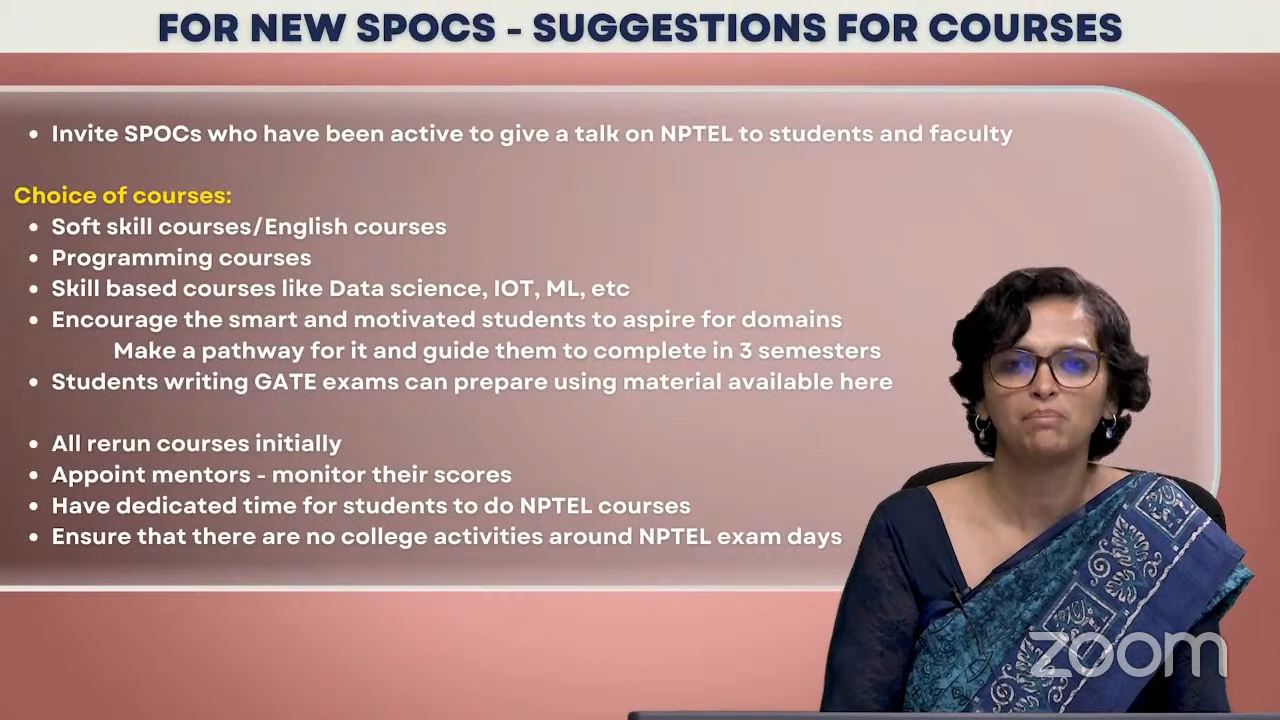 FOR NEW SPOCS - SUGGESTIONS FOR COURSES
• Invite SPOCs who have been active to give a talk on NPTEL to students and faculty
Choice of courses:
• Soft skill courses/English courses
• Programming courses
• Skill based courses like Data science, IOT, ML, etc
• Encourage the smart and motivated students to aspire for domains
Make a pathway for it and guide them to complete in 3 semesters
• Students writing GATE exams can prepare using material available here
• All rerun courses initially
• Appoint mentors - monitor their scores
• Have dedicated time for students to do NPTEL courses
• Ensure that there are no college activities around NPTEL exam days
zoom